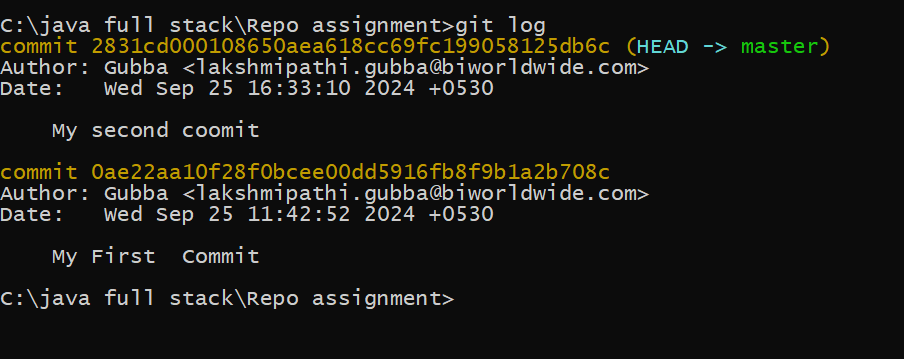 C:\java full stack\Repo assignment>git log
commit 2831cd000108650aea618cc69fc199058125db6c (HEAD -> master)
Author: Gubba <lakshmipathi.gubba@biworldwide.com>
Date:   Wed Sep 25 16:33:10 2024 +0530
    My second coomit
commit 0ae22aa10f28f0bcee00dd5916fb8f9b1a2b708c
Author: Gubba <lakshmipathi.gubba@biworldwide.com>
Date:   Wed Sep 25 11:42:52 2024 +0530
    My First  Commit
C:\java full stack\Repo assignment>